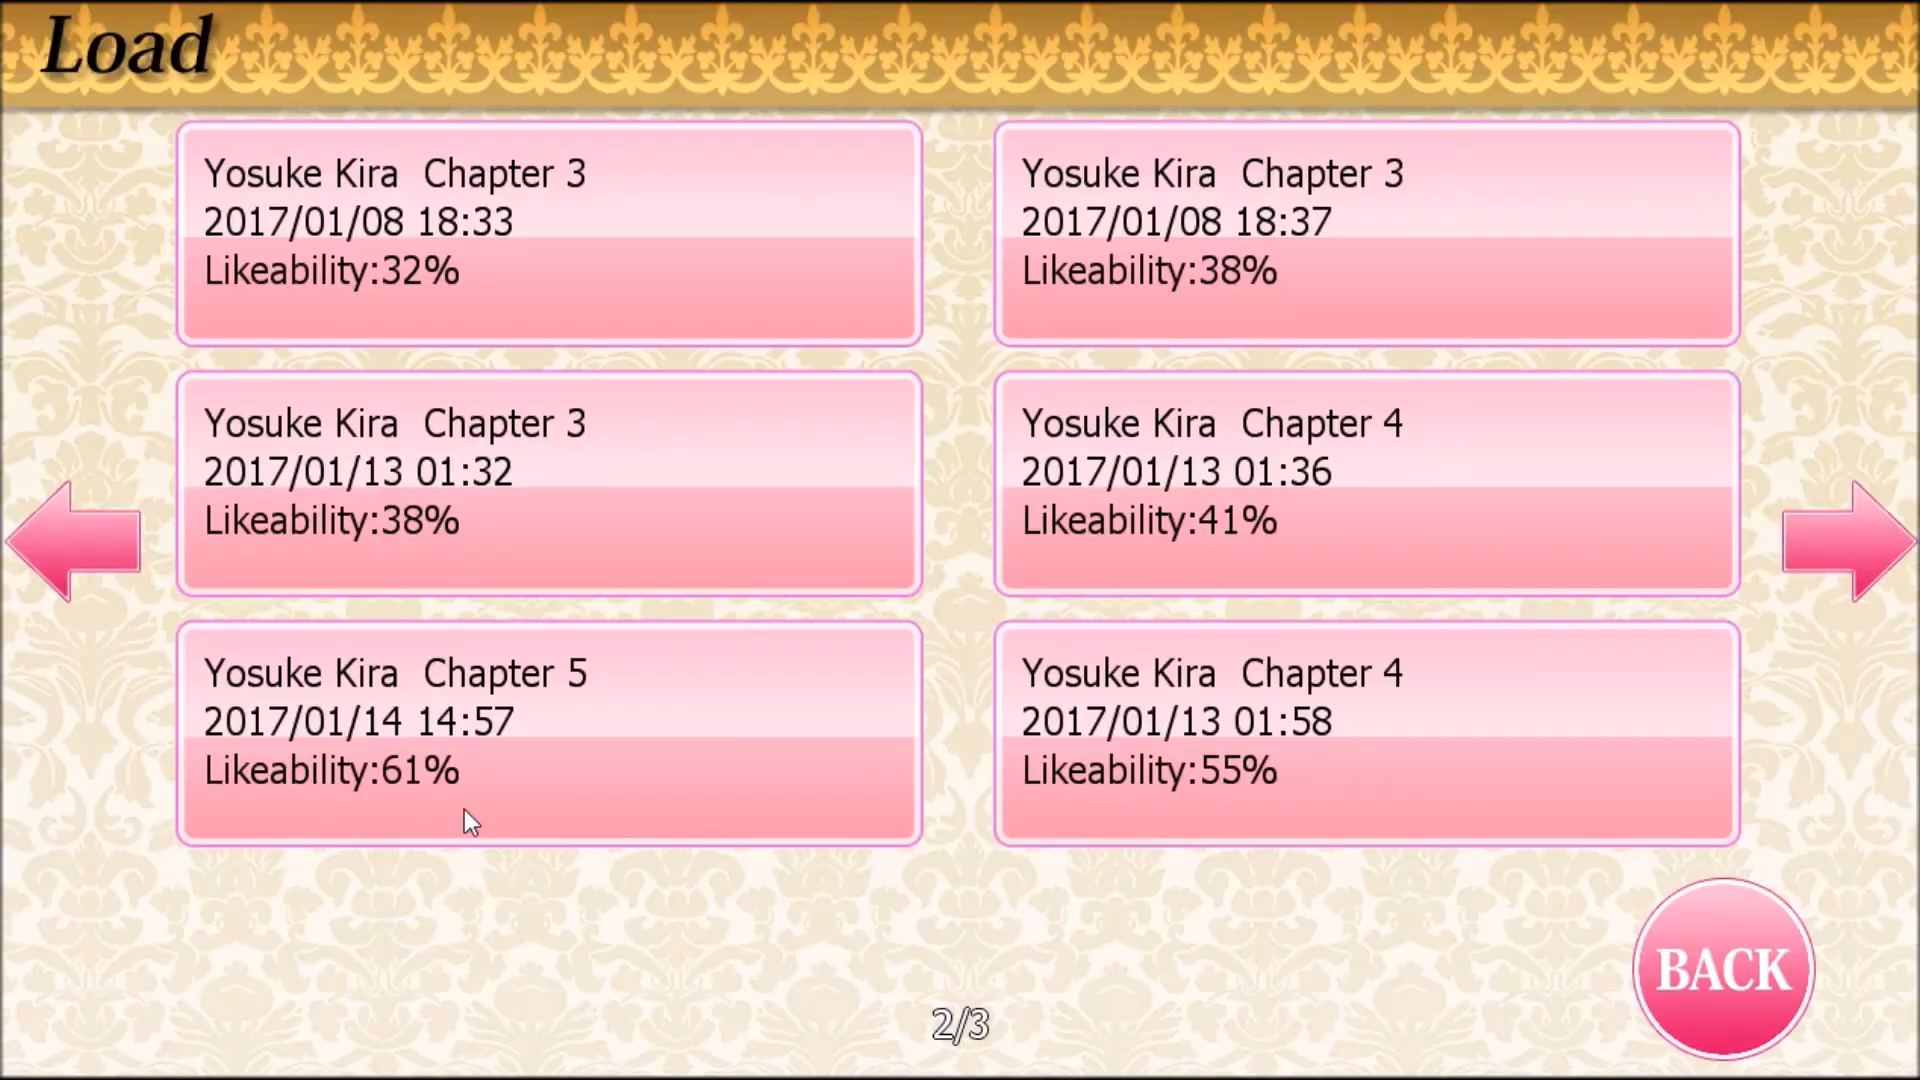 Load
Yosuke Kira  Chapter 3
2017/01/08 18:33
Likeability:32%
Yosuke Kira  Chapter 3
2017/01/08 18:37
Likeability:38%
Yosuke Kira  Chapter 3
2017/01/13 01:32
Likeability:38%
Yosuke Kira  Chapter 4
2017/01/13 01:36
Likeability:41%
Yosuke Kira  Chapter 5
2017/01/14 14:57
Likeability:61%
Yosuke Kira  Chapter 4
2017/01/13 01:58
Likeability:55%
BACK
2/3